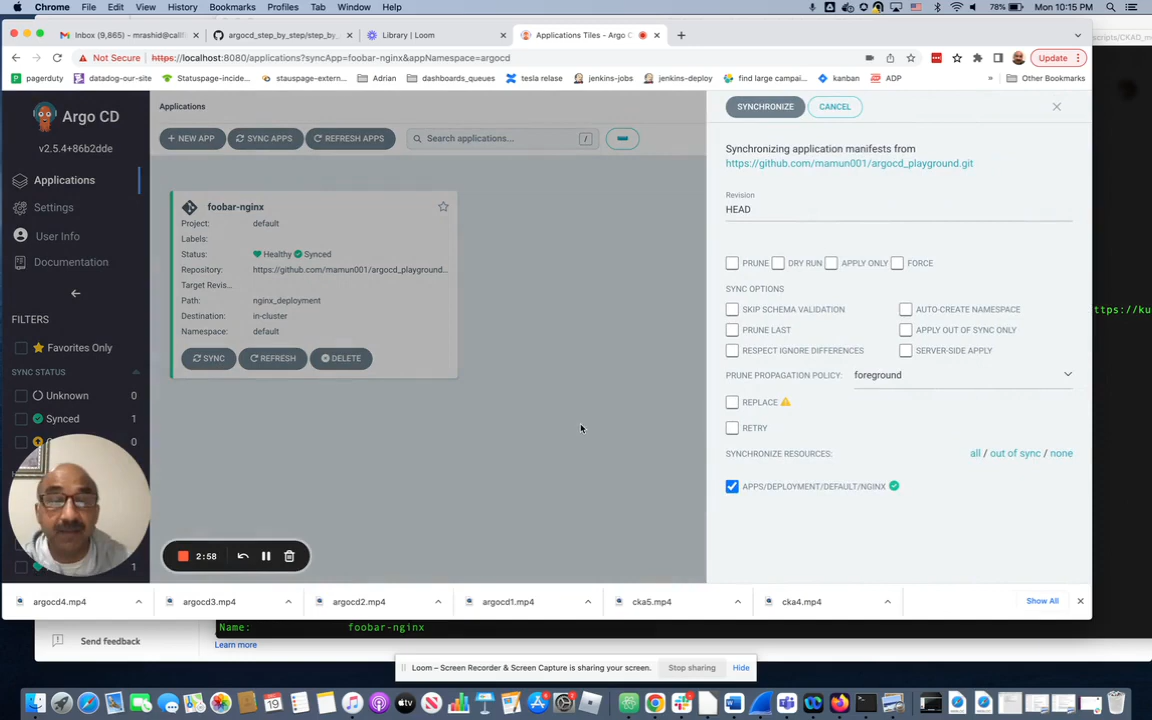 Chrome File Edit View History Bookmarks Profiles Tab Window Help
78% Mon 10:15 PM
Inbox (9,865) - mrashid@call
argocd_step_by_step/step_by_
Library | Loom
Applications Tiles - Argo C
Not Secure https://localhost:8080/applications?syncApp=foobar-nginx&appNamespace=argocd
Update
scripts/CKAD_m
pagerduty datadog-our-site Statuspage-incide... stauspage-extern... Adrian dashboards_queues tesla relase jenkins-jobs jenkins-deploy find large campai... kanban ADP » Other Bookmarks
Argo CD
v2.5.4+86b2dde
Applications
Settings
User Info
Documentation
FILTERS
Favorites Only
SYNC STATUS
Unknown 0
Synced 1
0
1
Applications
+ NEW APP SYNC APPS REFRESH APPS Search applications... /
foobar-nginx
Project: default
Labels:
Status: Healthy Synced
Repository: https://github.com/mamun001/argocd_playground...
Target Revis...
Path: nginx_deployment
Destination: in-cluster
Namespace: default
SYNC REFRESH DELETE
2:58
SYNCHRONIZE CANCEL
Synchronizing application manifests from
https://github.com/mamun001/argocd_playground.git
Revision
HEAD
PRUNE DRY RUN APPLY ONLY FORCE
SYNC OPTIONS
SKIP SCHEMA VALIDATION AUTO-CREATE NAMESPACE
PRUNE LAST APPLY OUT OF SYNC ONLY
RESPECT IGNORE DIFFERENCES SERVER-SIDE APPLY
PRUNE PROPAGATION POLICY: foreground
REPLACE
RETRY
SYNCHRONIZE RESOURCES: all / out of sync / none
APPS/DEPLOYMENT/DEFAULT/NGINX
ttps://ku
argocd4.mp4 argocd3.mp4 argocd2.mp4 argocd1.mp4 cka5.mp4 cka4.mp4 Show All
Name: foobar-nginx
Send feedback
Learn more
Loom – Screen Recorder & Screen Capture is sharing your screen. Stop sharing Hide